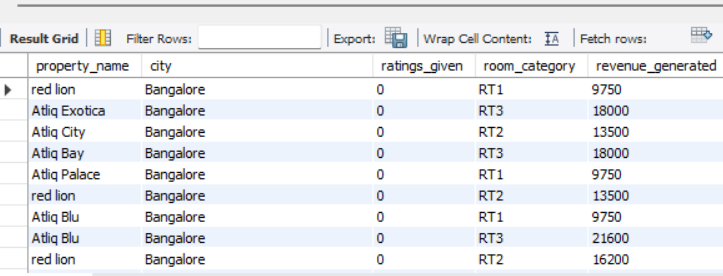 Result Grid Filter Rows: Export: Wrap Cell Content: IA Fetch rows:
property_name city ratings_given room_category revenue_generated
red lion Bangalore 0 RT1 9750
Atliq Exotica Bangalore 0 RT3 18000
Atliq City Bangalore 0 RT2 13500
Atliq Bay Bangalore 0 RT3 18000
Atliq Palace Bangalore 0 RT1 9750
red lion Bangalore 0 RT2 13500
Atliq Blu Bangalore 0 RT1 9750
Atliq Blu Bangalore 0 RT3 21600
red lion Bangalore 0 RT2 16200